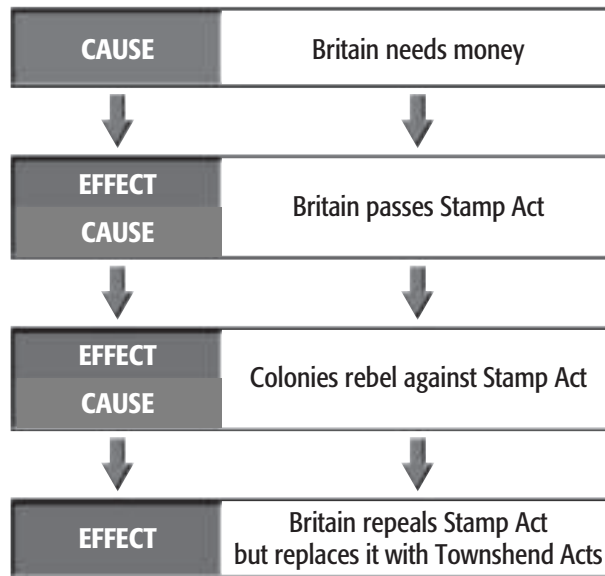 CAUSE
Britain needs money
EFFECT
CAUSE
Britain passes Stamp Act
EFFECT
CAUSE
Colonies rebel against Stamp Act
EFFECT
Britain repeals Stamp Act
but replaces it with Townshend Acts